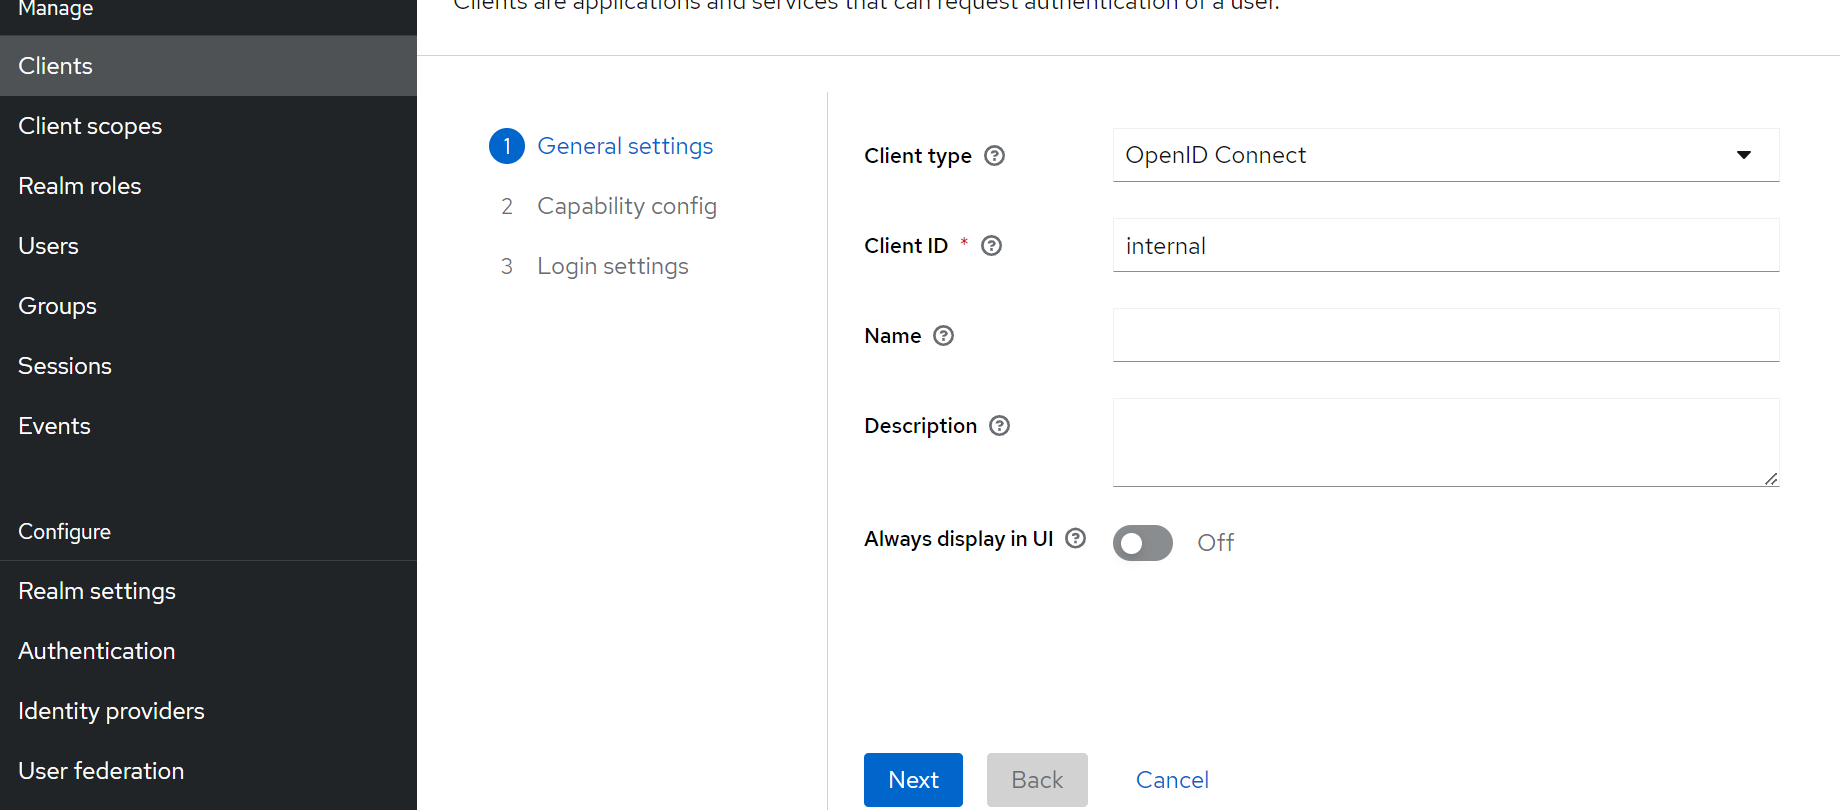 Manage
Clients
Client scopes
Realm roles
Users
Groups
Sessions
Events
Configure
Realm settings
Authentication
Identity providers
User federation
Clients are applications and services that can request authentication of a user.
1 General settings
2 Capability config
3 Login settings
Client type OpenID Connect
Client ID * internal
Name
Description
Always display in UI Off
Next Back Cancel